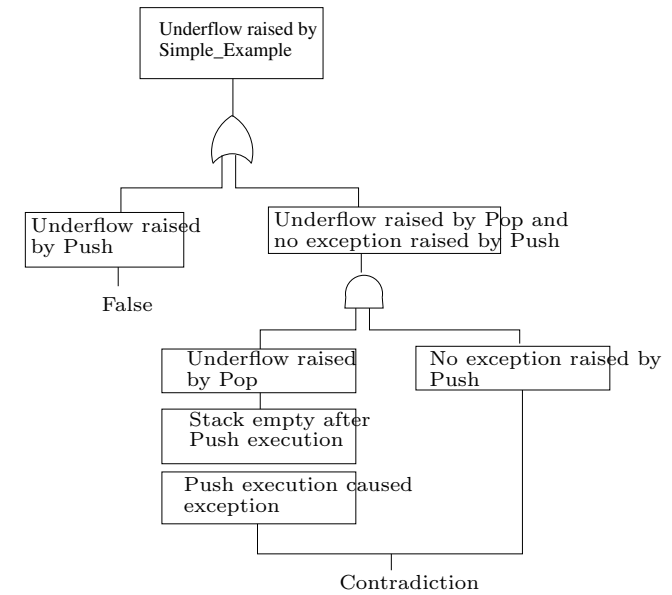 Underflow raised by
Simple_Example
Underflow raised
by Push
Underflow raised by Pop and
no exception raised by Push
False
Underflow raised
by Pop
No exception raised by
Push
Stack empty after
Push execution
Push execution caused
exception
Contradiction